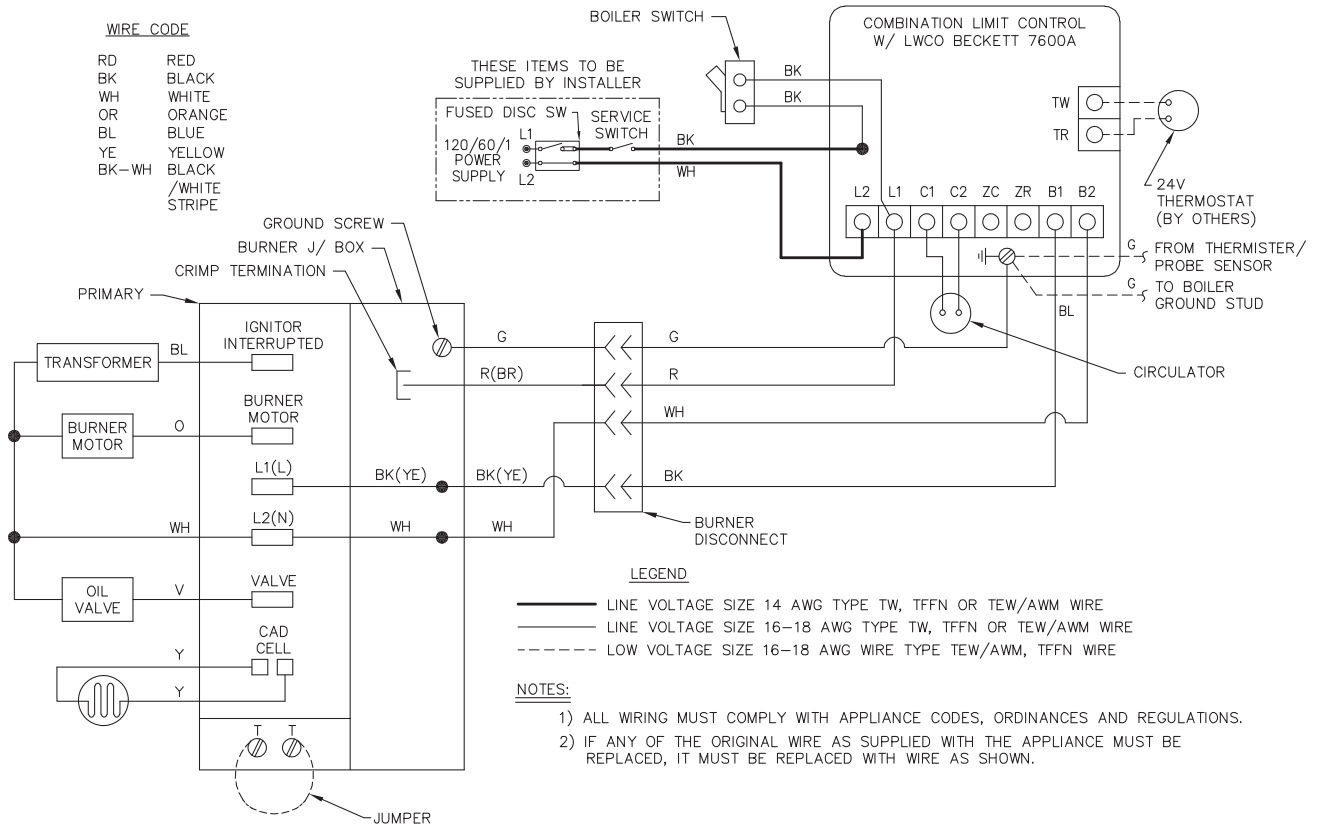 WIRE CODE
RD RED
BK BLACK
WH WHITE
OR ORANGE
BL BLUE
YE YELLOW
BK-WH BLACK
/WHITE
STRIPE
BOILER SWITCH
THESE ITEMS TO BE
SUPPLIED BY INSTALLER
FUSED DISC SW
SERVICE
SWITCH
L1
120/60/1
POWER
SUPPLY
L2
BK
BK
BK
WH
COMBINATION LIMIT CONTROL
W/ LWCO BECKETT 7600A
TW
TR
24V
THERMOSTAT
(BY OTHERS)
L2 L1 C1 C2 ZC ZR B1 B2
G FROM THERMISTER/
PROBE SENSOR
G TO BOILER
GROUND STUD
BL
CIRCULATOR
GROUND SCREW
BURNER J/ BOX
CRIMP TERMINATION
PRIMARY
IGNITOR
INTERRUPTED
TRANSFORMER
BL
BURNER
MOTOR
BURNER
MOTOR
O
L1(L)
BK(YE)
BK(YE)
BK
L2(N)
WH
WH
WH
G
G
R(BR)
R
WH
BURNER
DISCONNECT
OIL
VALVE
V
VALVE
CAD
CELL
Y
Y
T T
JUMPER
LEGEND
LINE VOLTAGE SIZE 14 AWG TYPE TW, TFFN OR TEW/AWM WIRE
LINE VOLTAGE SIZE 16-18 AWG TYPE TW, TFFN OR TEW/AWM WIRE
LOW VOLTAGE SIZE 16-18 AWG WIRE TYPE TEW/AWM, TFFN WIRE
NOTES:
1) ALL WIRING MUST COMPLY WITH APPLIANCE CODES, ORDINANCES AND REGULATIONS.
2) IF ANY OF THE ORIGINAL WIRE AS SUPPLIED WITH THE APPLIANCE MUST BE
REPLACED, IT MUST BE REPLACED WITH WIRE AS SHOWN.